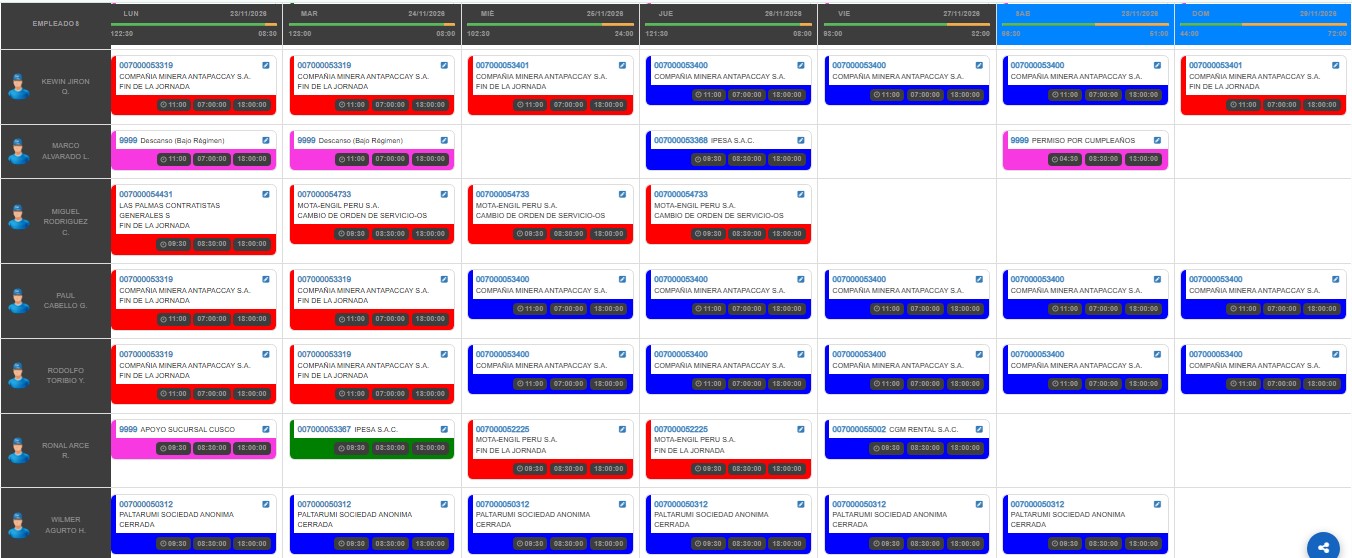 EMPLEADOS
LUN 23/11/2026
122:30 08:30
MAR 24/11/2026
123:00 08:00
MIÉ 25/11/2026
102:30 24:00
JUE 26/11/2026
121:30 08:30
VIE 27/11/2026
93:00 32:00
SAB 28/11/2026
51:00
DOM 29/11/2026
44:00 72:00
KEWIN JIRON
Q.
007000053319
COMPAÑIA MINERA ANTAPACCAY S.A.
FIN DE LA JORNADA
11:00 07:00:00 18:00:00
007000053319
COMPAÑIA MINERA ANTAPACCAY S.A.
FIN DE LA JORNADA
11:00 07:00:00 18:00:00
007000053401
COMPAÑIA MINERA ANTAPACCAY S.A.
FIN DE LA JORNADA
11:00 07:00:00 18:00:00
007000053400
COMPAÑIA MINERA ANTAPACCAY S.A.
11:00 07:00:00 18:00:00
007000053400
COMPAÑIA MINERA ANTAPACCAY S.A.
11:00 07:00:00 18:00:00
007000053400
COMPAÑIA MINERA ANTAPACCAY S.A.
11:00 07:00:00 18:00:00
007000053401
COMPAÑIA MINERA ANTAPACCAY S.A.
FIN DE LA JORNADA
11:00 07:00:00 18:00:00
MARCO
ALVARADO L.
9999 Descanso (Bajo Régimen)
11:00 07:00:00 18:00:00
9999 Descanso (Bajo Régimen)
11:00 07:00:00 18:00:00
007000053368 IPESA S.A.C.
09:30 08:30:00 18:00:00
9999 PERMISO POR CUMPLEAÑOS
04:30 08:30:00 18:00:00
MIGUEL
RODRIGUEZ
C.
007000054431
LAS PALMAS CONTRATISTAS
GENERALES S
FIN DE LA JORNADA
09:30 08:30:00 18:00:00
007000054733
MOTA-ENGIL PERU S.A.
CAMBIO DE ORDEN DE SERVICIO-OS
09:30 08:30:00 18:00:00
007000054733
MOTA-ENGIL PERU S.A.
CAMBIO DE ORDEN DE SERVICIO-OS
09:30 08:30:00 18:00:00
007000054733
MOTA-ENGIL PERU S.A.
CAMBIO DE ORDEN DE SERVICIO-OS
09:30 08:30:00 18:00:00
PAUL
CABELLO G.
007000053319
COMPAÑIA MINERA ANTAPACCAY S.A.
FIN DE LA JORNADA
11:00 07:00:00 18:00:00
007000053319
COMPAÑIA MINERA ANTAPACCAY S.A.
FIN DE LA JORNADA
11:00 07:00:00 18:00:00
007000053400
COMPAÑIA MINERA ANTAPACCAY S.A.
11:00 07:00:00 18:00:00
007000053400
COMPAÑIA MINERA ANTAPACCAY S.A.
11:00 07:00:00 18:00:00
007000053400
COMPAÑIA MINERA ANTAPACCAY S.A.
11:00 07:00:00 18:00:00
007000053400
COMPAÑIA MINERA ANTAPACCAY S.A.
11:00 07:00:00 18:00:00
007000053400
COMPAÑIA MINERA ANTAPACCAY S.A.
11:00 07:00:00 18:00:00
RODOLFO
TORIBIO Y.
007000053319
COMPAÑIA MINERA ANTAPACCAY S.A.
FIN DE LA JORNADA
11:00 07:00:00 18:00:00
007000053319
COMPAÑIA MINERA ANTAPACCAY S.A.
FIN DE LA JORNADA
11:00 07:00:00 18:00:00
007000053400
COMPAÑIA MINERA ANTAPACCAY S.A.
11:00 07:00:00 18:00:00
007000053400
COMPAÑIA MINERA ANTAPACCAY S.A.
11:00 07:00:00 18:00:00
007000053400
COMPAÑIA MINERA ANTAPACCAY S.A.
11:00 07:00:00 18:00:00
007000053400
COMPAÑIA MINERA ANTAPACCAY S.A.
11:00 07:00:00 18:00:00
007000053400
COMPAÑIA MINERA ANTAPACCAY S.A.
11:00 07:00:00 18:00:00
RONAL ARCE
R.
9999 APOYO SUCURSAL CUSCO
09:30 08:30:00 18:00:00
007000053367 IPESA S.A.C.
09:30 08:30:00 18:00:00
007000052225
MOTA-ENGIL PERU S.A.
FIN DE LA JORNADA
09:30 08:30:00 18:00:00
007000052225
MOTA-ENGIL PERU S.A.
FIN DE LA JORNADA
09:30 08:30:00 18:00:00
007000055002 CGM RENTAL S.A.C.
09:30 08:30:00 18:00:00
WILMER
AGURTO H.
007000050312
PALTARUMI SOCIEDAD ANONIMA
CERRADA
09:30 08:30:00 18:00:00
007000050312
PALTARUMI SOCIEDAD ANONIMA
CERRADA
09:30 08:30:00 18:00:00
007000050312
PALTARUMI SOCIEDAD ANONIMA
CERRADA
09:30 08:30:00 18:00:00
007000050312
PALTARUMI SOCIEDAD ANONIMA
CERRADA
09:30 08:30:00 18:00:00
007000050312
PALTARUMI SOCIEDAD ANONIMA
CERRADA
09:30 08:30:00 18:00:00
007000050312
PALTARUMI SOCIEDAD ANONIMA
CERRADA
09:30 08:30:00 18:00:00